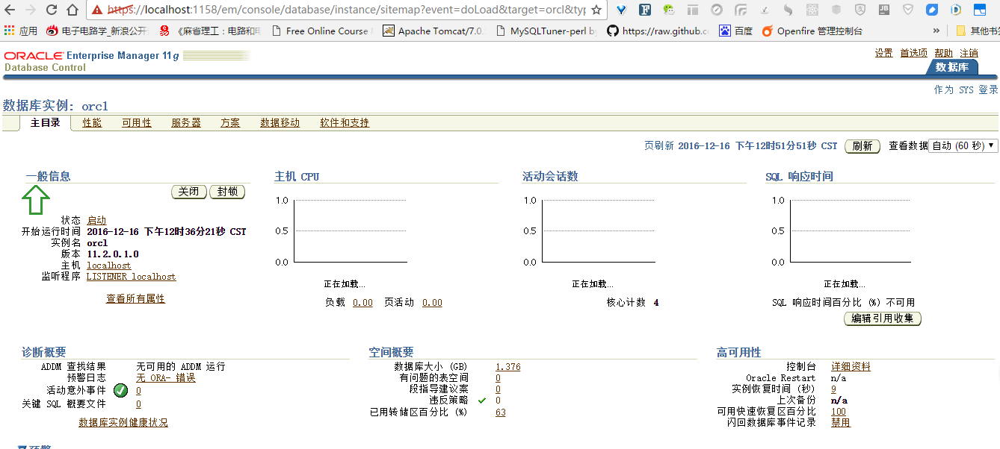 https://localhost:1158/em/console/database/instance/sitemap?event=doLoad&target=orcl&typ
应用 电子电路学_新浪公开 《麻省理工：电路和电 Free Online Course Apache Tomcat/7.0. MySQLTuner-perl by https://raw.github.c 百度 Openfire 管理控制台 » 其他书签
ORACLE Enterprise Manager 11g
Database Control
设置 首选项 帮助 注销
数据库
作为 SYS 登录
数据库实例: orcl
主目录 性能 可用性 服务器 方案 数据移动 软件和支持
页刷新 2016-12-16 下午12时51分51秒 CST 刷新 查看数据 自动 (60 秒)
一般信息
关闭 封锁
状态 启动
开始运行时间 2016-12-16 下午12时36分21秒 CST
实例名 orcl
版本 11.2.0.1.0
主机 localhost
监听程序 LISTENER_localhost
查看所有属性
主机 CPU
1.0
0.5
0.0
正在加载...
负载 0.00 页活动 0.00
活动会话数
1.0
0.5
0.0
正在加载...
核心计数 4
SQL 响应时间
1.0
0.5
0.0
正在加载...
SQL 响应时间百分比 (%) 不可用
编辑引用收集
诊断概要
ADDM 查找结果 无可用的 ADDM 运行
预警日志 无 ORA- 错误
活动意外事件 0
关键 SQL 概要文件 0
数据库实例健康状况
空间概要
数据库大小 (GB) 1.376
有问题的表空间 0
段指导建议案 0
违反策略 0
已用转储区百分比 (%) 63
高可用性
控制台 详细资料
Oracle Restart n/a
实例恢复时间 (秒) 9
上次备份 n/a
可用快速恢复区百分比 100
闪回数据库事件记录 禁用
预警